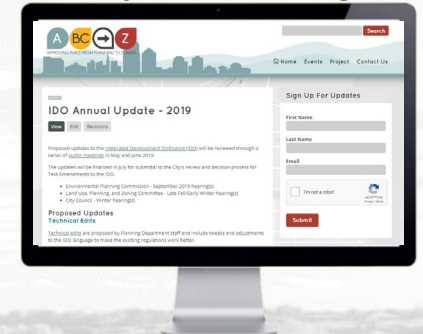 Search
A BC Z
IMPROVING PLACE FROM PLANNING TO ZONING
Home Events Project Contact Us
Home
IDO Annual Update - 2019
View Edit Revisions
Proposed updates to the Integrated Development Ordinance (IDO) will be reviewed through a
series of public meetings in May and June 2019.
The updates will be finalized in July for submittal to the City's review and decision process for
Text Amendments to the IDO.
Environmental Planning Commission - September 2019 hearing(s)
Land Use, Planning, and Zoning Committee - Late Fall/Early Winter hearing(s)
City Council - Winter hearing(s)
Proposed Updates
Technical Edits
Technical edits are proposed by Planning Department staff and include tweaks and adjustments
to the IDO language to make the existing regulations work better.
Sign Up For Updates
First Name
Last Name
Email
I'm not a robot
reCAPTCHA
Privacy - Terms
Submit